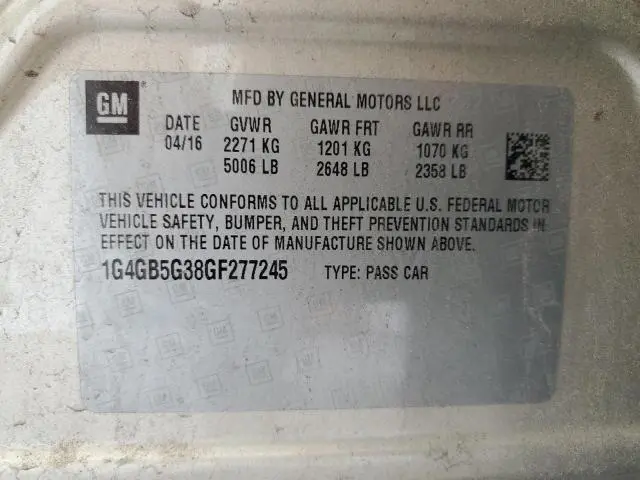 GM ®
MFD BY GENERAL MOTORS LLC
DATE GVWR GAWR FRT GAWR RR
04/16 2271 KG 1201 KG 1070 KG
5006 LB 2648 LB 2358 LB
THIS VEHICLE CONFORMS TO ALL APPLICABLE U.S. FEDERAL MOTOR
VEHICLE SAFETY, BUMPER, AND THEFT PREVENTION STANDARDS IN
EFFECT ON THE DATE OF MANUFACTURE SHOWN ABOVE.
1G4GB5G38GF277245 TYPE: PASS CAR